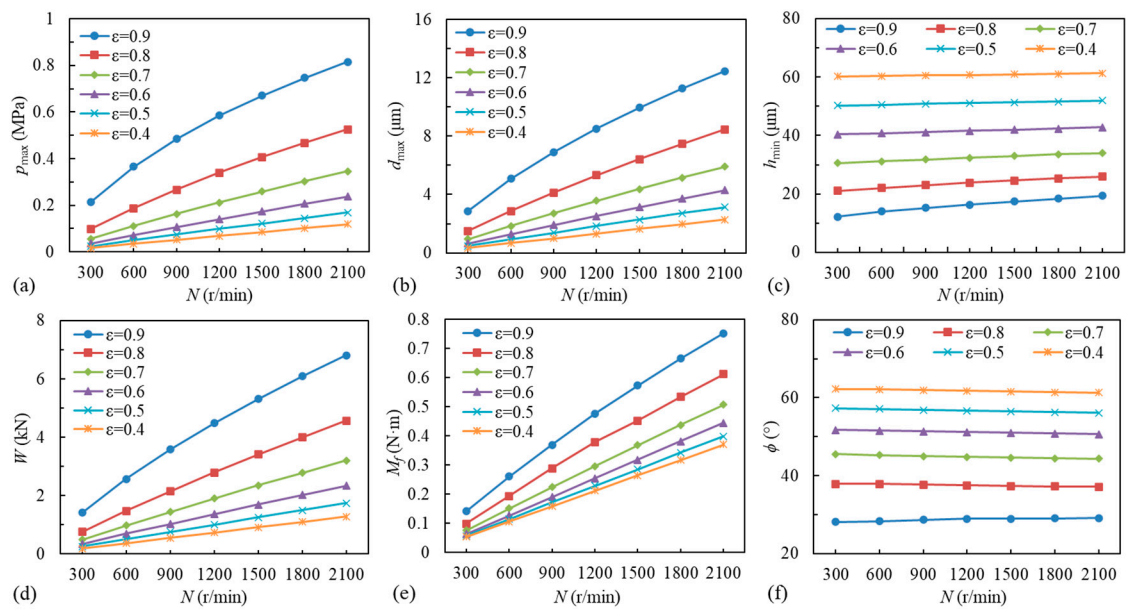 1
0.8
0.6
0.4
0.2
0
p max (MPa)
ε=0.9
ε=0.8
ε=0.7
ε=0.6
ε=0.5
ε=0.4
300 600 900 1200 1500 1800 2100
(a) N (r/min)
16
12
8
4
0
d max (μm)
ε=0.9
ε=0.8
ε=0.7
ε=0.6
ε=0.5
ε=0.4
300 600 900 1200 1500 1800 2100
(b) N (r/min)
80
60
40
20
0
h min (μm)
ε=0.9 ε=0.8 ε=0.7
ε=0.6 ε=0.5 ε=0.4
300 600 900 1200 1500 1800 2100
(c) N (r/min)
8
6
4
2
0
W (kN)
ε=0.9
ε=0.8
ε=0.7
ε=0.6
ε=0.5
ε=0.4
300 600 900 1200 1500 1800 2100
(d) N (r/min)
0.8
0.7
0.6
0.5
0.4
0.3
0.2
0.1
0
Mf (N·m)
ε=0.9
ε=0.8
ε=0.7
ε=0.6
ε=0.5
ε=0.4
300 600 900 1200 1500 1800 2100
(e) N (r/min)
80
60
40
20
ϕ (°)
ε=0.9 ε=0.8 ε=0.7
ε=0.6 ε=0.5 ε=0.4
300 600 900 1200 1500 1800 2100
(f) N (r/min)